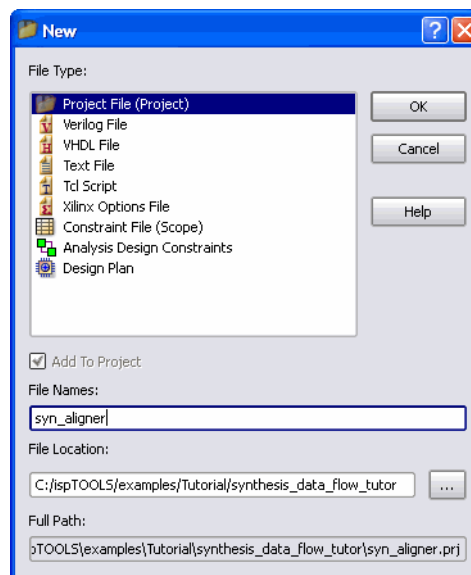 New
File Type:
Project File (Project)
Verilog File
VHDL File
Text File
Tcl Script
Xilinx Options File
Constraint File (Scope)
Analysis Design Constraints
Design Plan
OK
Cancel
Help
Add To Project
File Names:
syn_aligner
File Location:
C:/ispTOOLS/examples/Tutorial/synthesis_data_flow_tutor
...
Full Path:
pTOOLS\examples\Tutorial\synthesis_data_flow_tutor\syn_aligner.prj